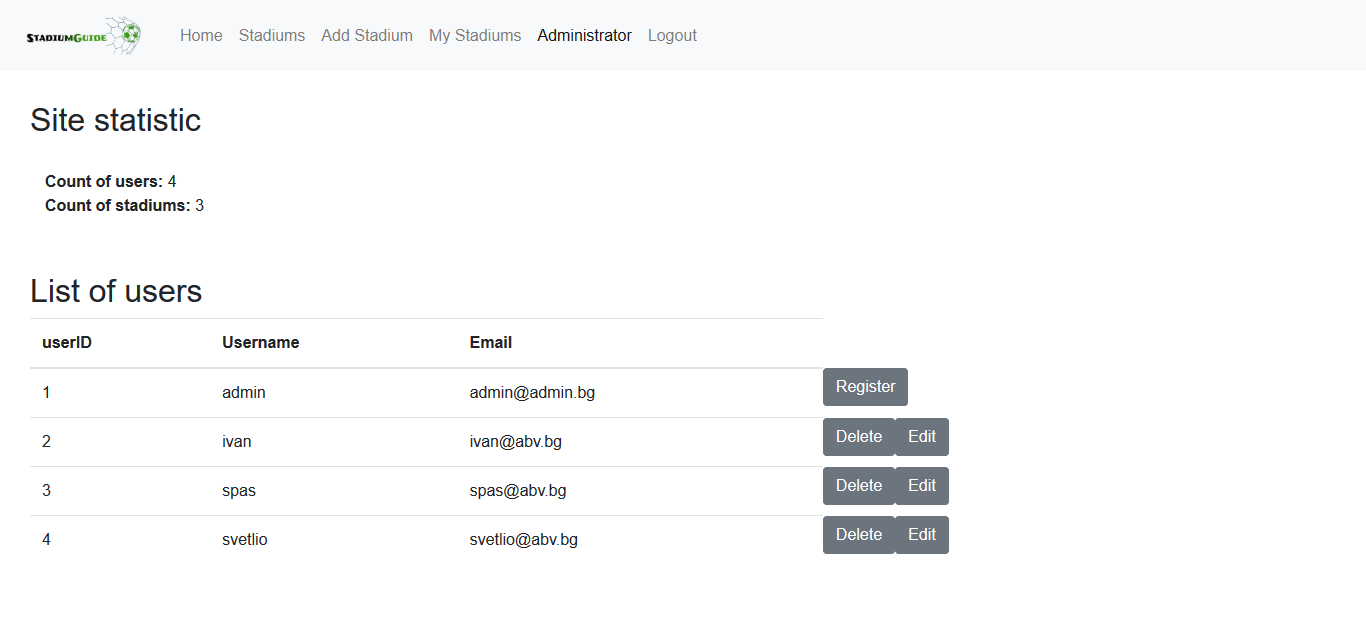 STADIUMGUIDE Home Stadiums Add Stadium My Stadiums Administrator Logout
Site statistic
Count of users: 4
Count of stadiums: 3
List of users
userID Username Email
1 admin admin@admin.bg Register
2 ivan ivan@abv.bg Delete Edit
3 spas spas@abv.bg Delete Edit
4 svetlio svetlio@abv.bg Delete Edit